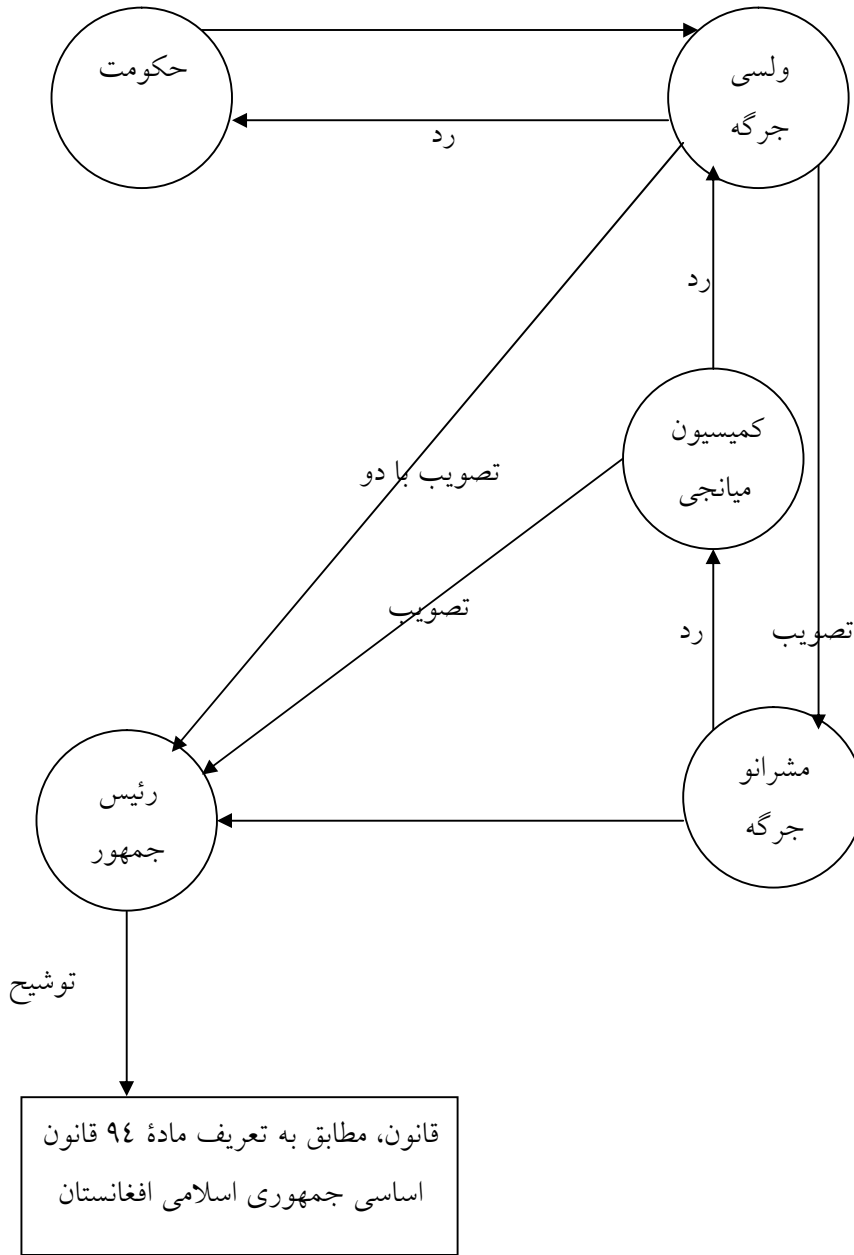 حکومت
ولسی
جرگه
رد
رد
کمیسیون
میانجی
تصویب با دو
تصویب
رد
تصویب
مشرانو
جرگه
رئیس
جمهور
توشیح
قانون، مطابق به تعریف مادۀ ٩٤ قانون
اساسی جمهوری اسلامی افغانستان